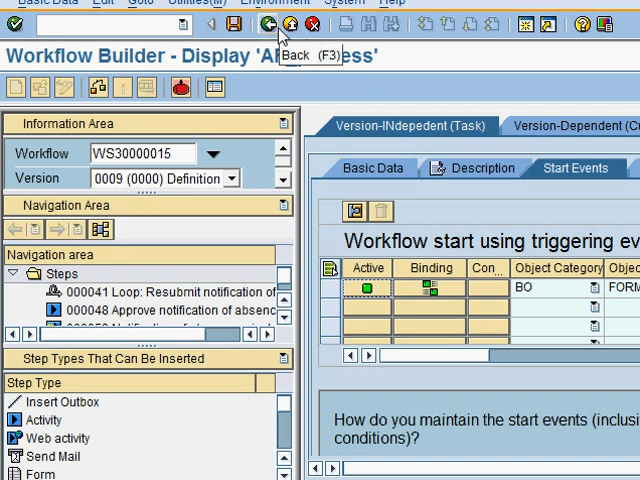 Basic Data Edit Goto Utilities(M) Environment System Help
Back (F3)
Workflow Builder - Display
Information Area
Workflow WS30000015
Version 0009 (0000) Definition
Navigation Area
Navigation area
Steps
000041 Loop: Resubmit notification of
000048 Approve notification of absenc
Step Types That Can Be Inserted
Step Type
Insert Outbox
Activity
Web activity
Send Mail
Form
Version-INdepedent (Task) Version-Dependent (Cu
Basic Data Description Start Events
Workflow start using triggering ev
Active Binding Con... Object Category Objec
BO FORM
How do you maintain the start events (inclusi
conditions)?